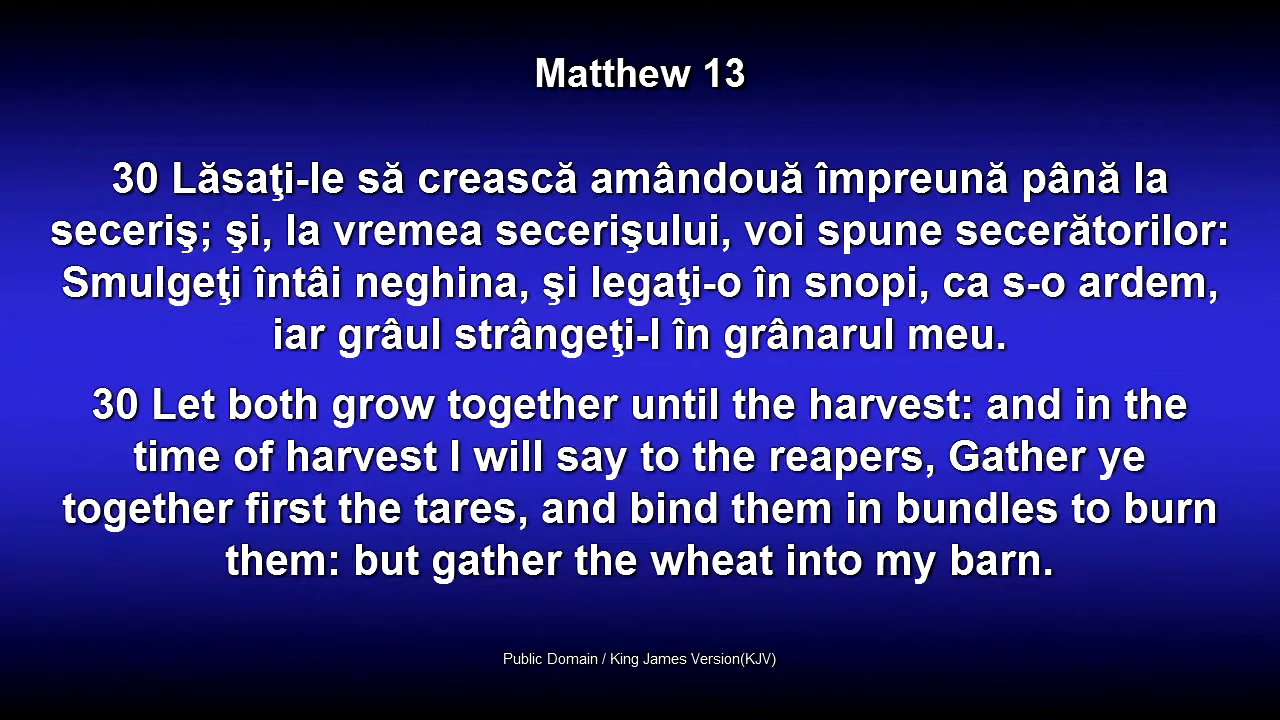 Matthew 13
30 Lăsaţi-le să crească amândouă împreună până la
seceriş; şi, la vremea secerişului, voi spune secerătorilor:
Smulgeţi întâi neghina, şi legaţi-o în snopi, ca s-o ardem,
iar grâul strângeţi-l în grânarul meu.
30 Let both grow together until the harvest: and in the
time of harvest I will say to the reapers, Gather ye
together first the tares, and bind them in bundles to burn
them: but gather the wheat into my barn.
Public Domain / King James Version(KJV)